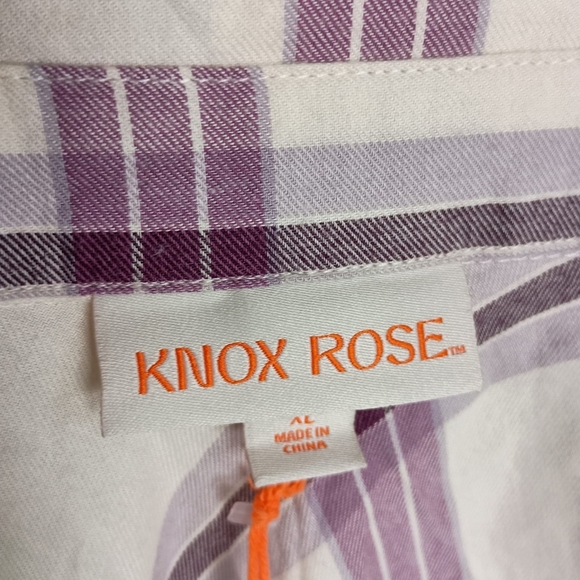 KNOX ROSE™
XL
MADE IN
CHINA